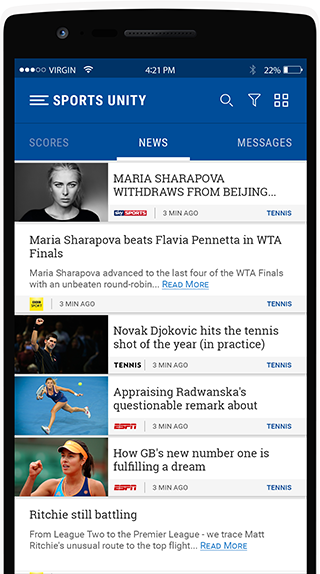 VIRGIN 4:21 PM 22%
SPORTS UNITY
SCORES NEWS MESSAGES
MARIA SHARAPOVA
WITHDRAWS FROM BEIJING...
sky SPORTS 3 MIN AGO TENNIS
Maria Sharapova beats Flavia Pennetta in WTA
Finals
Maria Sharapova advanced to the last four of the WTA Finals
with an unbeaten round-robin... READ MORE
BBC SPORT 3 MIN AGO TENNIS
Novak Djokovic hits the tennis
shot of the year (in practice)
TENNIS 3 MIN AGO TENNIS
Appraising Radwanska's
questionable remark about
ESPN 3 MIN AGO TENNIS
How GB's new number one is
fulfilling a dream
ESPN 3 MIN AGO TENNIS
Ritchie still battling
From League Two to the Premier League - we trace Matt
Ritchie's unusual route to the top flight... READ MORE